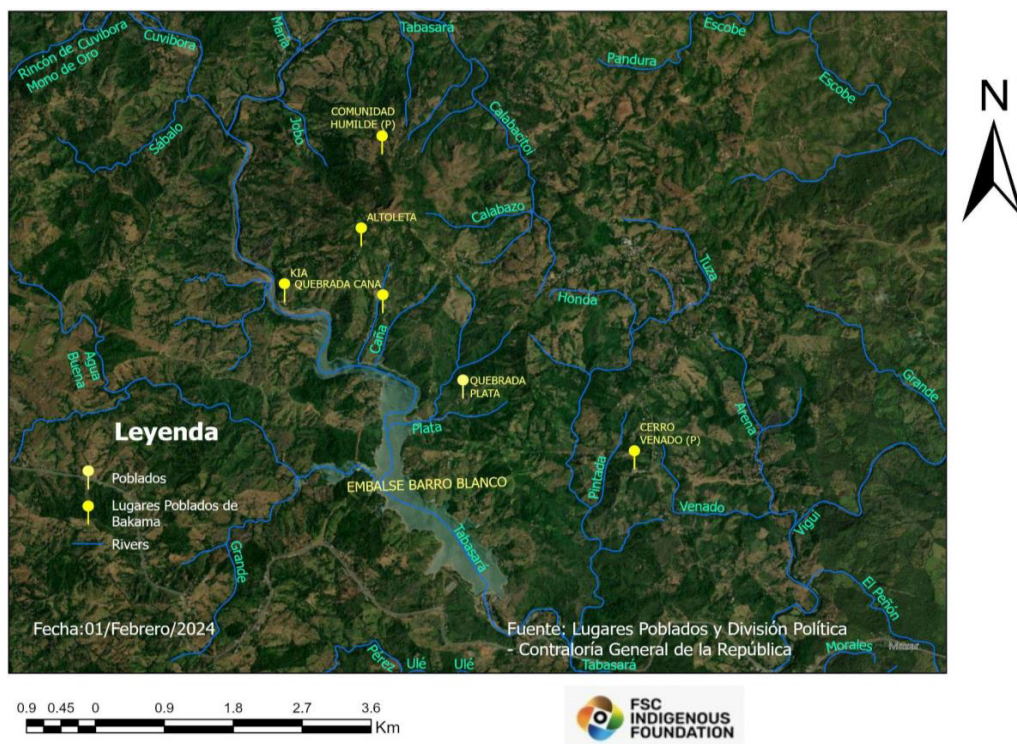 Tabasará
Escobe
María
Cuvibora
Pandura
Rincón de Cuvibora
Mono de Oro
Escobe
N
COMUNIDAD
HUMILDE (P)
Calabacitoi
Jobo
Sábalo
Calabazo
ALTOLETA
Tuza
KIA
QUEBRADA CANA
Honda
Caña
Agua
Buena
Grande
QUEBRADA
PLATA
Arena
Plata
Leyenda
CERRO
VENADO (P)
Poblados
EMBALSE BARRO BLANCO
Pintada
Lugares Poblados de
Bakama
Venado
Vigui
Rivers
Tabasará
Grande
El Peñón
Fecha:01/Febrero/2024
Fuente: Lugares Poblados y División Política
- Contraloría General de la República
Morales
Pérez
Ulé
Ulé
Tabasará
0.9 0.45 0 0.9 1.8 2.7 3.6
Km
FSC
INDIGENOUS
FOUNDATION